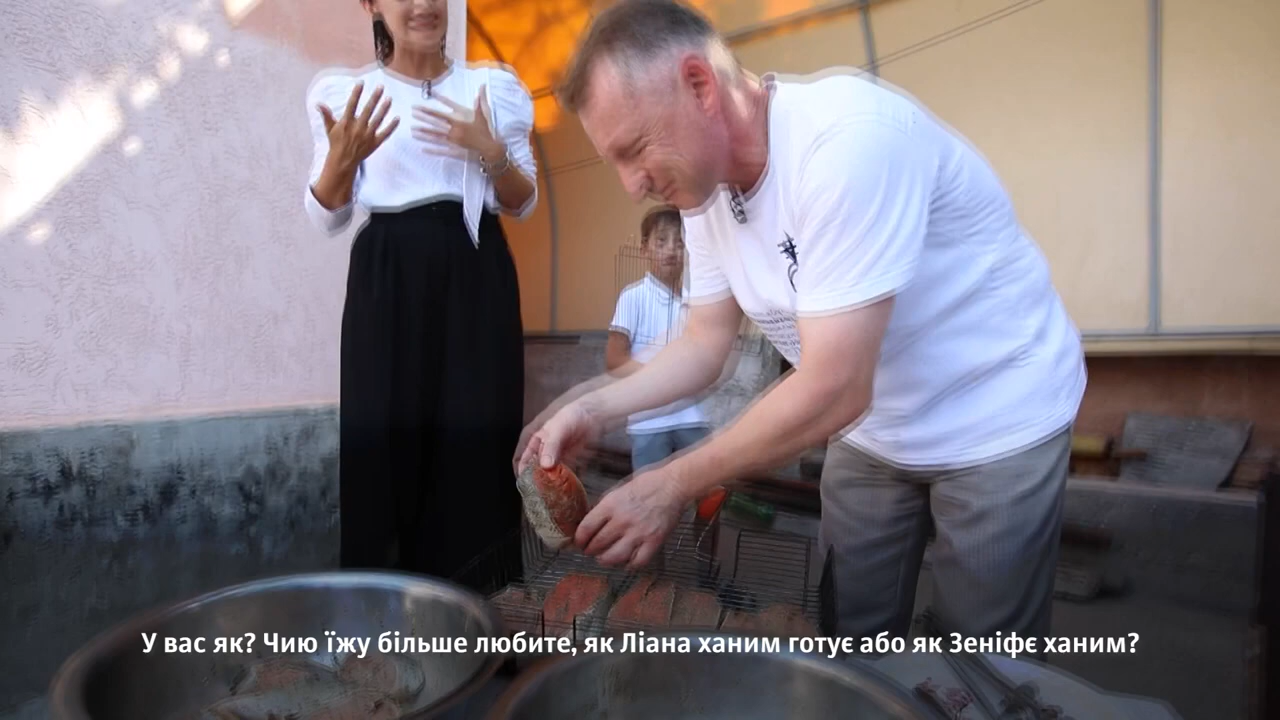 У вас як? Чию їжу більше любите, як Ліана ханим готує або як Зеніфє ханим?